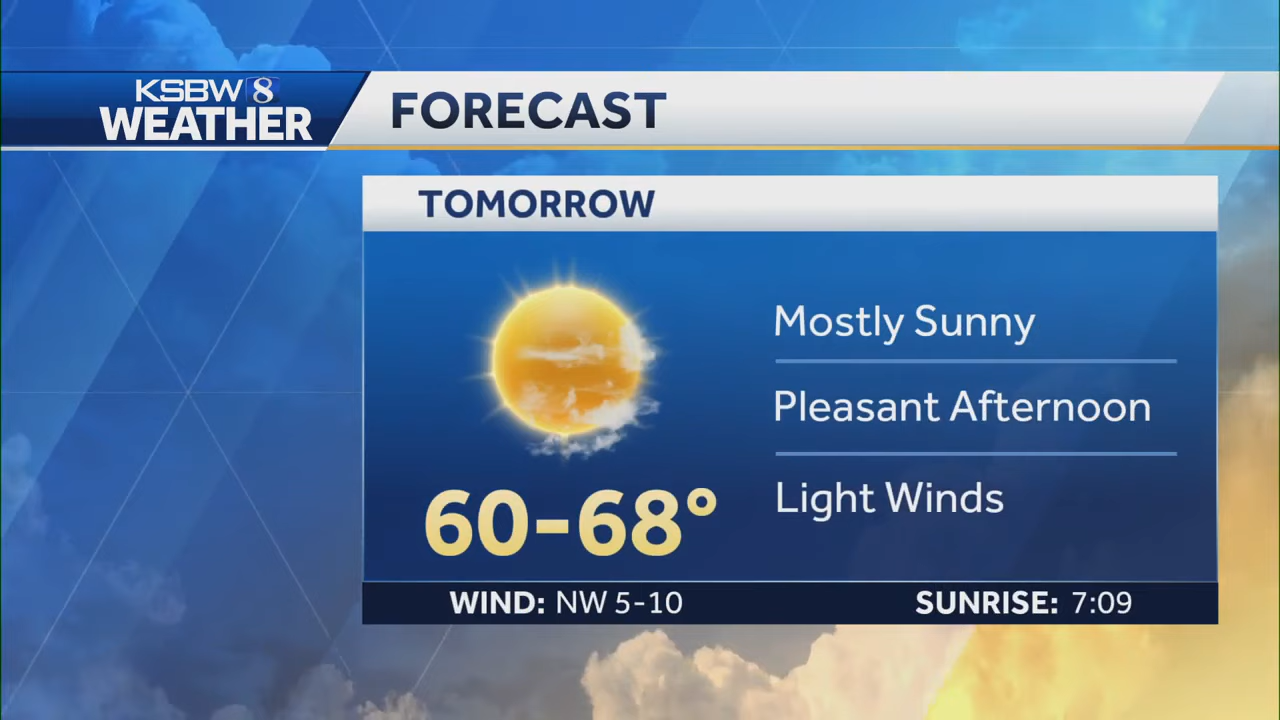 KSBW 8
WEATHER
FORECAST
TOMORROW
Mostly Sunny
Pleasant Afternoon
Light Winds
60-68°
WIND: NW 5-10
SUNRISE: 7:09